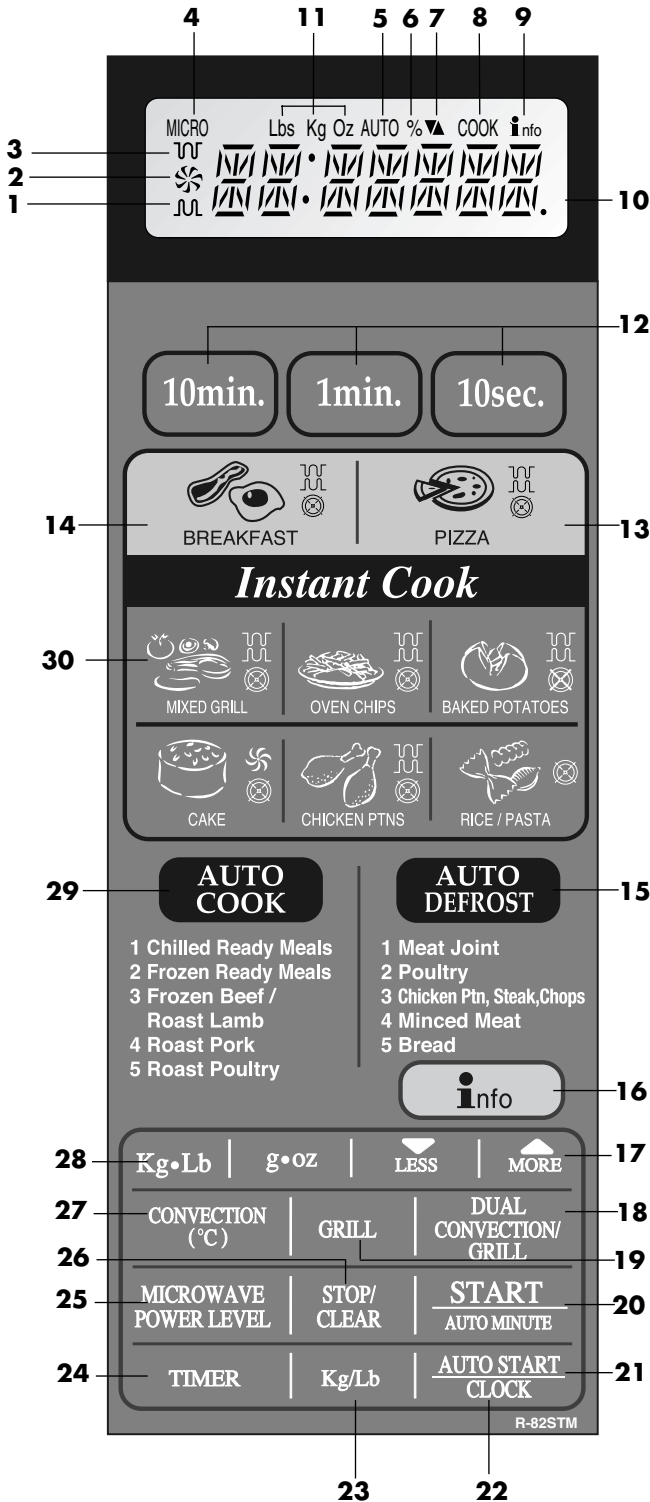 4 11 5 6 7 8 9
MICRO Lbs Kg Oz AUTO % COOK info
3
2
1
10
12
10min. 1min. 10sec.
14 13
BREAKFAST PIZZA
Instant Cook
30
MIXED GRILL OVEN CHIPS BAKED POTATOES
CAKE CHICKEN PTNS RICE / PASTA
29 15
AUTO
COOK
AUTO
DEFROST
1 Chilled Ready Meals
2 Frozen Ready Meals
3 Frozen Beef /
Roast Lamb
4 Roast Pork
5 Roast Poultry
1 Meat Joint
2 Poultry
3 Chicken Ptn, Steak,Chops
4 Minced Meat
5 Bread
info 16
28 Kg•Lb g•oz LESS MORE 17
27 CONVECTION
(°C)
GRILL
DUAL
CONVECTION/
GRILL
18
26 19
25 MICROWAVE
POWER LEVEL
STOP/
CLEAR
START
AUTO MINUTE
20
24 TIMER Kg/Lb AUTO START
CLOCK
21
R-82STM
23 22